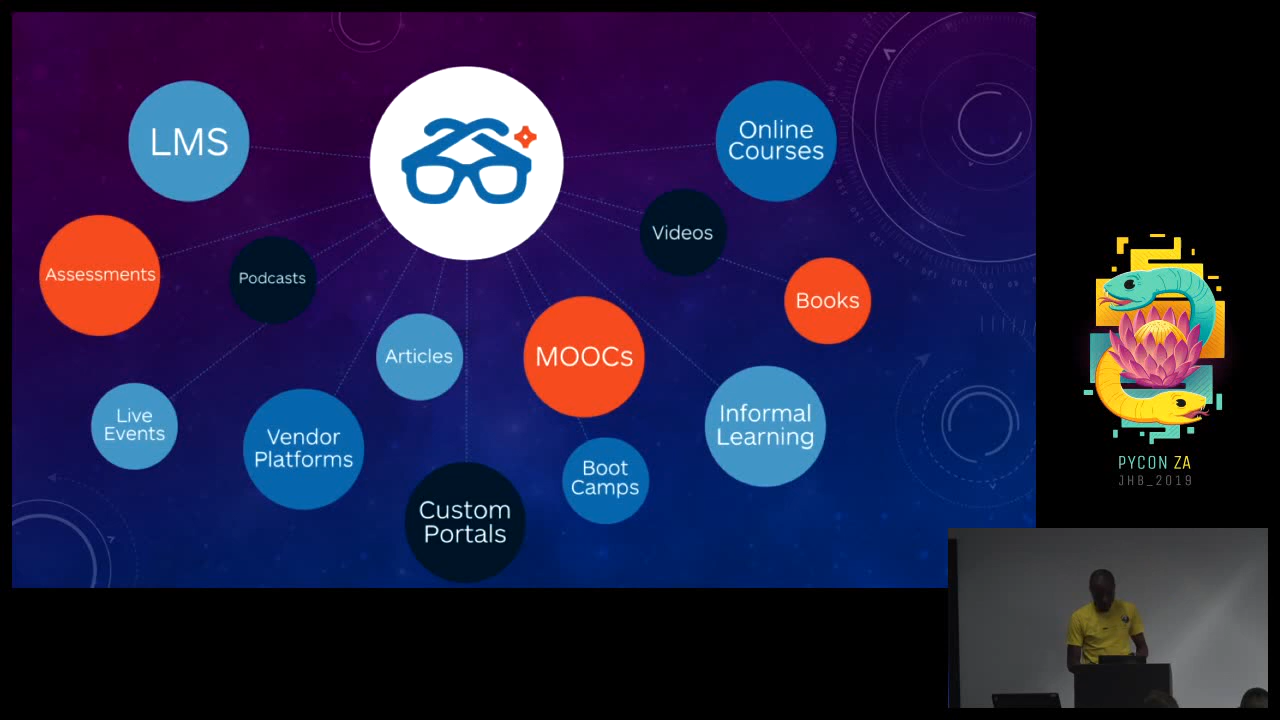 LMS
Online
Courses
Videos
Assessments
Podcasts
Books
Articles
MOOCs
Live
Events
Vendor
Platforms
Informal
Learning
Boot
Camps
Custom
Portals
PYCON ZA
JHB_2019